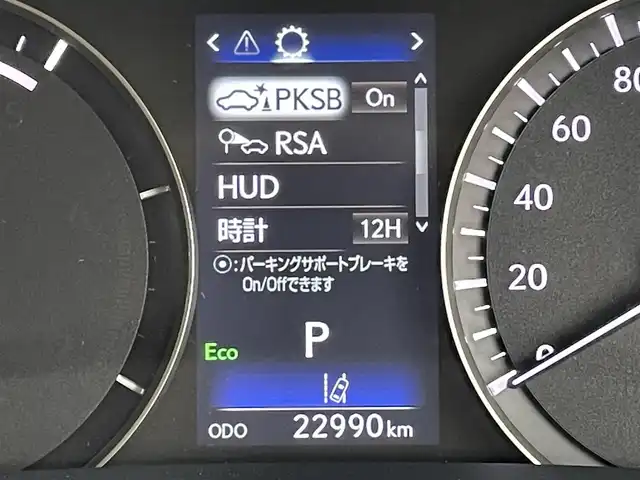 PKSB On
RSA
HUD
時計 12H
:パーキングサポートブレーキを
On/Offできます
P
Eco
ODO 22990km
80
60
40
20
0